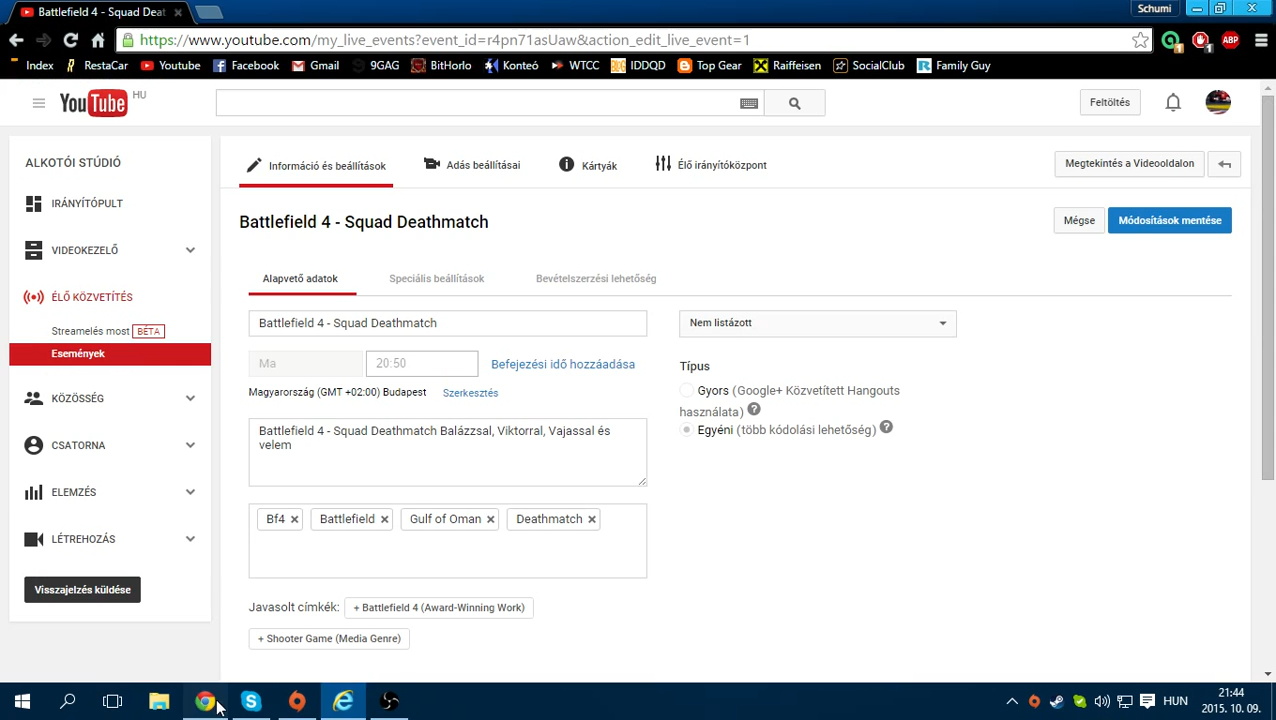 Battlefield 4 - Squad Deat
Schumi
https://www.youtube.com/my_live_events?event_id=r4pn71asUaw&action_edit_live_event=1
1
1
ABP
Index RestaCar Youtube Facebook Gmail 9GAG BitHorlo Konteó WTCC IDDQD Top Gear Raiffeisen SocialClub Family Guy
YouTube HU
Feltöltés
ALKOTÓI STÚDIÓ
IRÁNYÍTÓPULT
VIDEOKEZELŐ
ÉLŐ KÖZVETÍTÉS
Streamelés most BÉTA
Események
KÖZÖSSÉG
CSATORNA
ELEMZÉS
LÉTREHOZÁS
Visszajelzés küldése
Információ és beállítások Adás beállításai Kártyák Élő irányítóközpont
Megtekintés a Videooldalon
Battlefield 4 - Squad Deathmatch
Mégse Módosítások mentése
Alapvető adatok Speciális beállítások Bevételszerzési lehetőség
Battlefield 4 - Squad Deathmatch
Ma 20:50 Befejezési idő hozzáadása
Magyarország (GMT +02:00) Budapest Szerkesztés
Battlefield 4 - Squad Deathmatch Balázzsal, Viktorral, Vajassal és
velem
Bf4 Battlefield Gulf of Oman Deathmatch
Javasolt címkék: + Battlefield 4 (Award-Winning Work)
+ Shooter Game (Media Genre)
Nem listázott
Típus
Gyors (Google+ Közvetített Hangouts
használata) ?
Egyéni (több kódolási lehetőség) ?
HUN
21:44
2015. 10. 09.